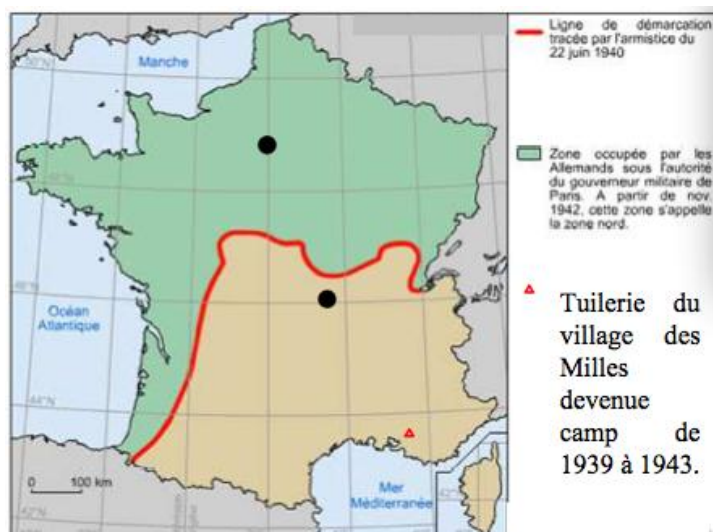 Manche
Océan
Atlantique
44°N
0 100 km
Mer
Méditerranée
42°N
Ligne de démarcation
tracée par l'armistice du
22 juin 1940
Zone occupée par les
Allemands sous l'autorité
du gouverneur militaire de
Paris. A partir de nov.
1942, cette zone s'appelle
la zone nord.
Tuilerie du
village des
Milles
devenue
camp de
1939 à 1943.